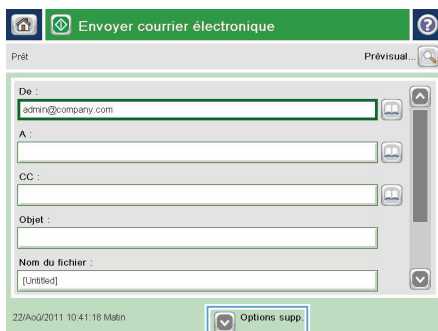 Envoyer courrier électronique
Prêt
Prévisual...
De :
admin@company.com
A :
CC :
Objet :
Nom du fichier :
[Untitled]
22/Aoû/2011 10:41:18 Matin
Options supp.